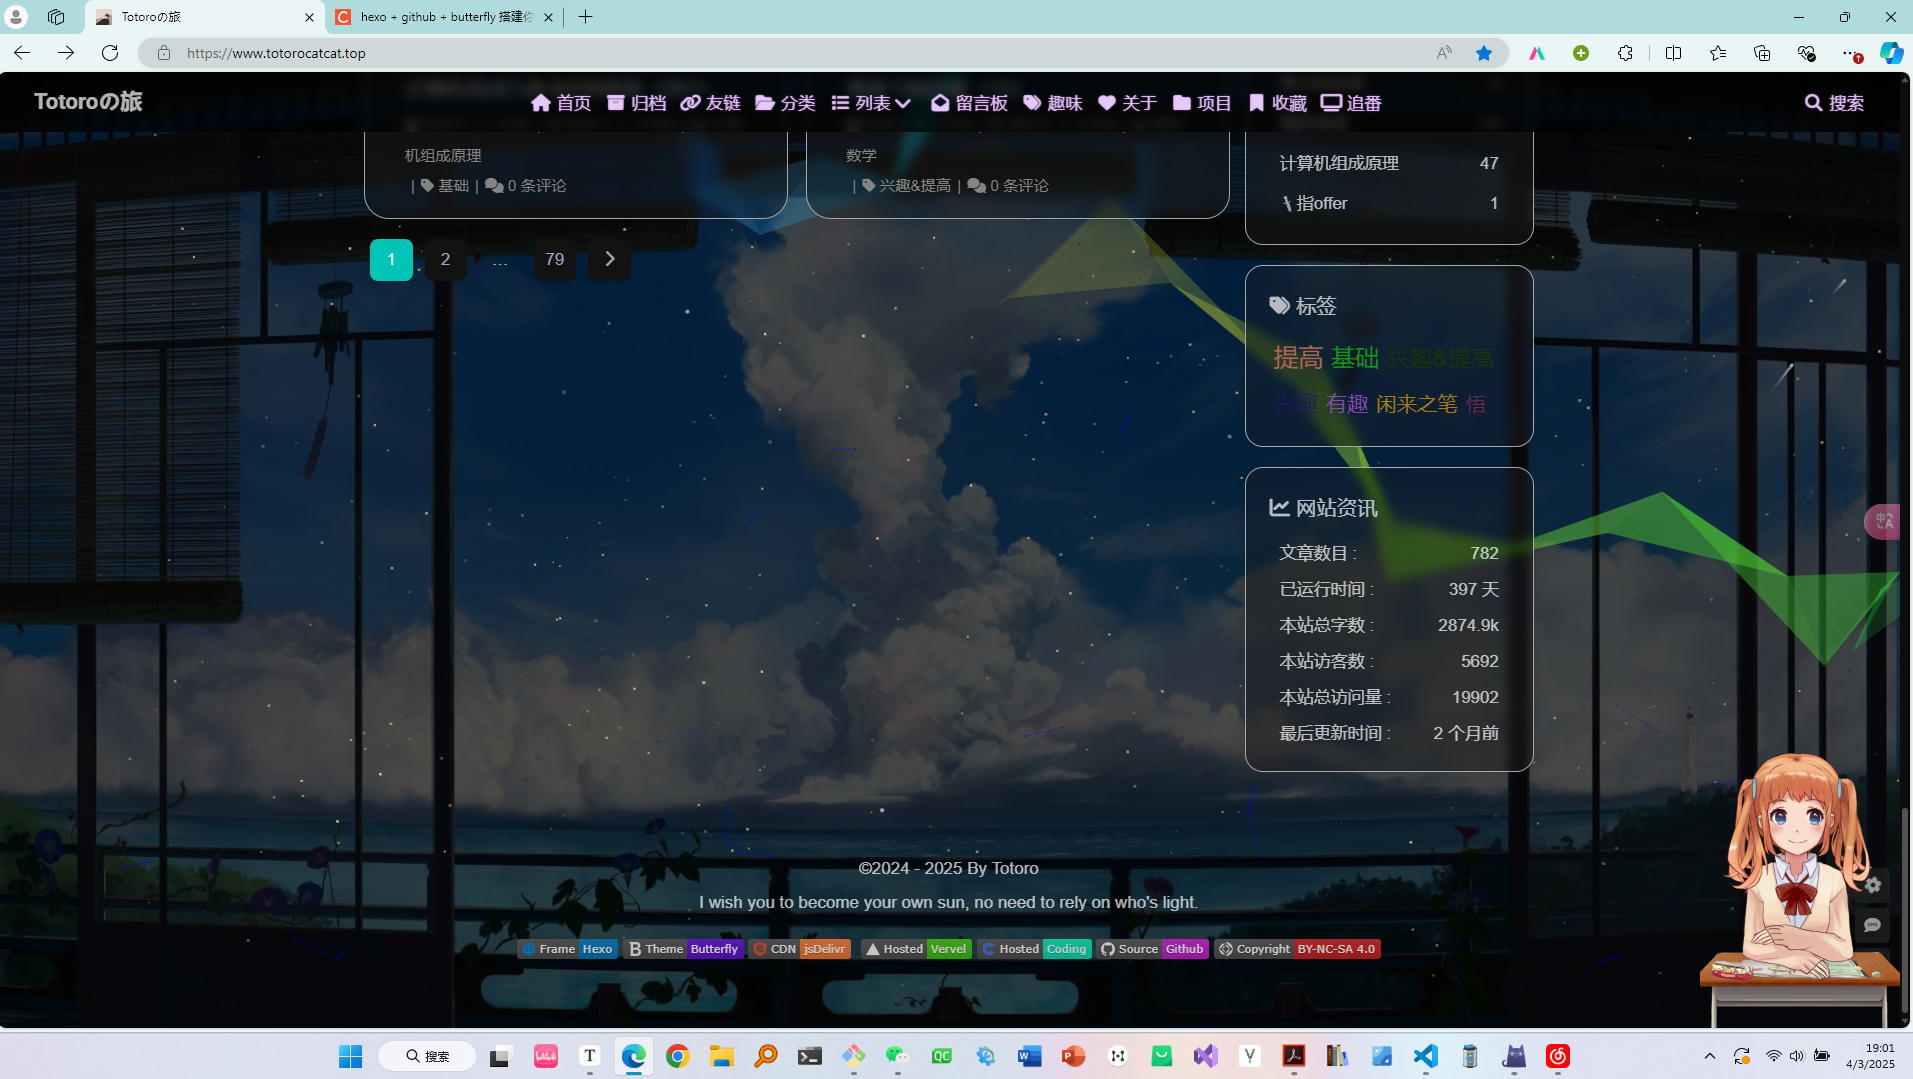 Totoroの旅
hexo + github + butterfly 搭建你
https://www.totorocatcat.top
Totoroの旅
首页 归档 友链 分类 列表 留言板 趣味 关于 项目 收藏 追番
搜索
机组成原理
| 基础 | 0 条评论
数学
| 兴趣&提高 | 0 条评论
计算机组成原理 47
指offer 1
1 2 … 79
标签
提高 基础 兴趣&提高
兴趣 有趣 闲来之笔 悟
网站资讯
文章数目 : 782
已运行时间 : 397 天
本站总字数 : 2874.9k
本站访客数 : 5692
本站总访问量 : 19902
最后更新时间 : 2 个月前
©2024 - 2025 By Totoro
I wish you to become your own sun, no need to rely on who's light.
Frame Hexo Theme Butterfly CDN jsDelivr Hosted Vervel Hosted Coding Source Github Copyright BY-NC-SA 4.0
搜索
19:01
4/3/2025